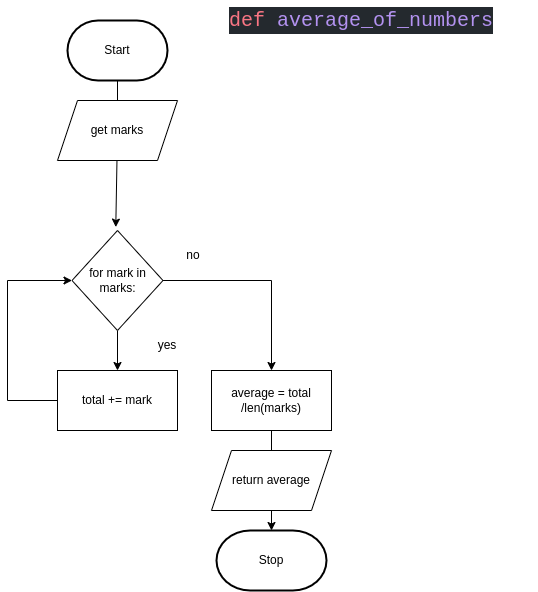 def average_of_numbers
Start
get marks
for mark in
marks:
no
yes
total += mark
average = total
/len(marks)
return average
Stop